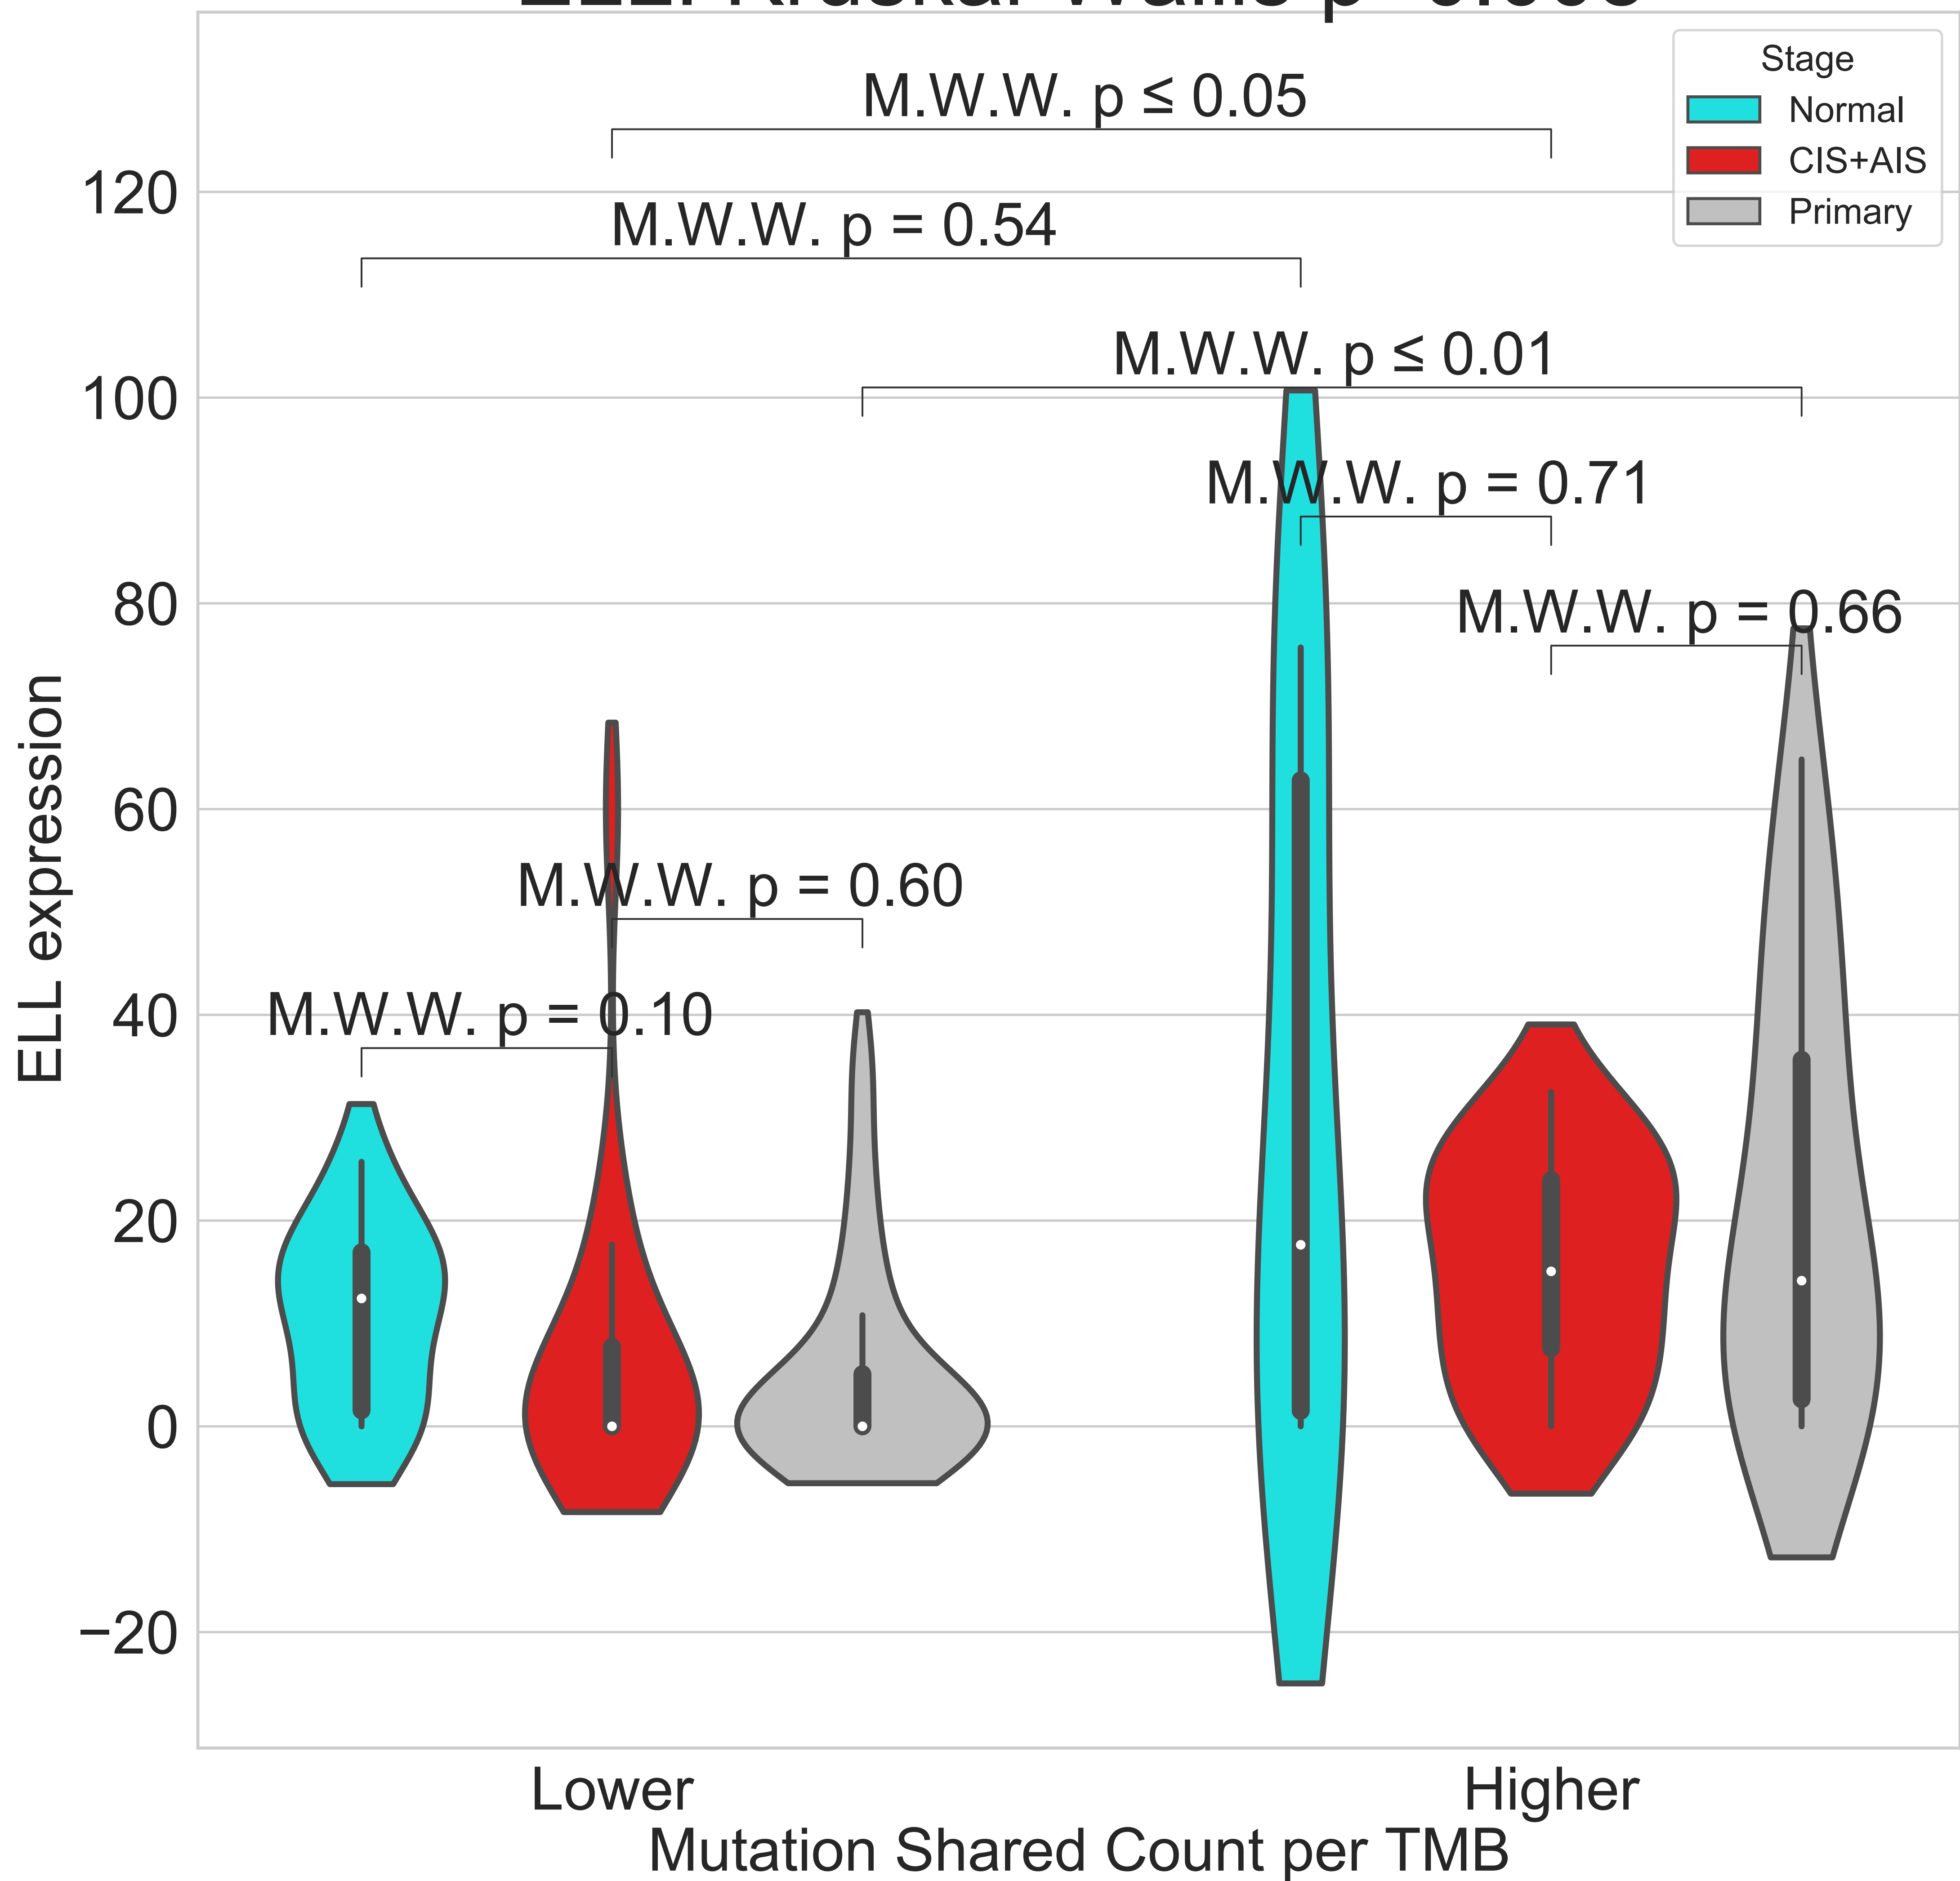 Stage
Normal
CIS+AIS
Primary
M.W.W. p ≤ 0.05
M.W.W. p = 0.54
M.W.W. p ≤ 0.01
M.W.W. p = 0.71
M.W.W. p = 0.66
M.W.W. p = 0.60
M.W.W. p = 0.10
120
100
80
60
40
20
0
−20
ELL expression
Lower
Higher
Mutation Shared Count per TMB